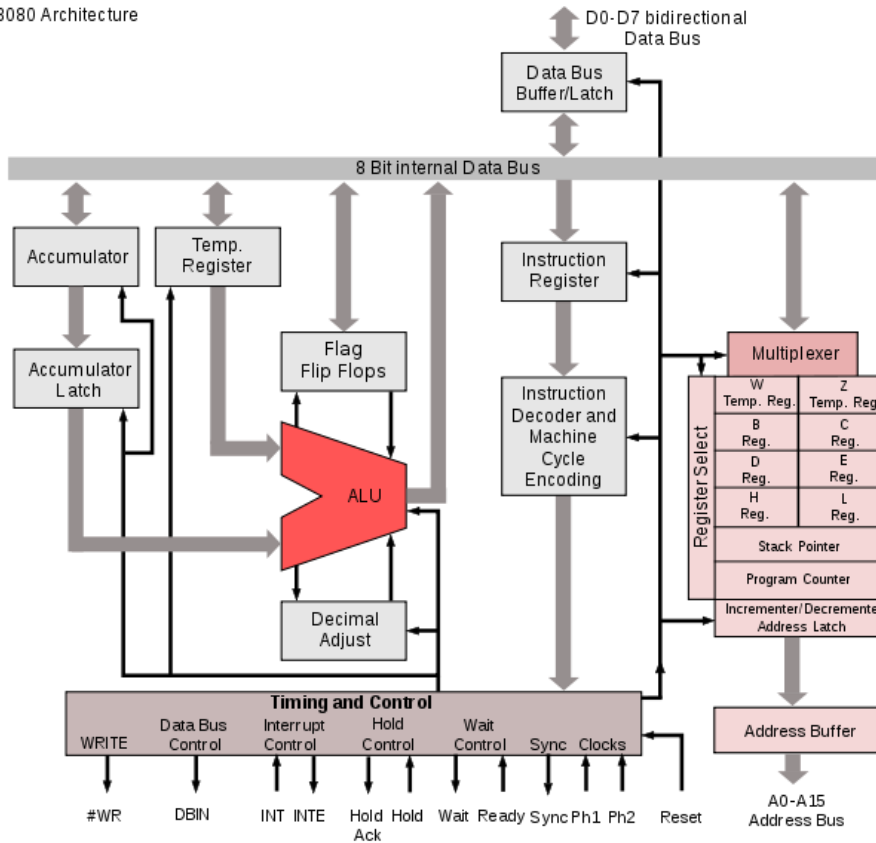 8080 Architecture
D0-D7 bidirectional
Data Bus
Data Bus
Buffer/Latch
8 Bit internal Data Bus
Accumulator
Temp.
Register
Instruction
Register
Accumulator
Latch
Flag
Flip Flops
Instruction
Decoder and
Machine
Cycle
Encoding
ALU
Decimal
Adjust
Multiplexer
Register Select
W
Temp. Reg.
Z
Temp. Reg
B
Reg.
C
Reg.
D
Reg.
E
Reg.
H
Reg.
L
Reg.
Stack Pointer
Program Counter
Incrementer/Decremente
Address Latch
Address Buffer
A0-A15
Address Bus
Timing and Control
WRITE
Data Bus
Control
Interrupt
Control
Hold
Control
Wait
Control
Sync
Clocks
#WR
DBIN
INT
INTE
Hold
Ack
Hold
Wait
Ready
Sync
Ph1
Ph2
Reset